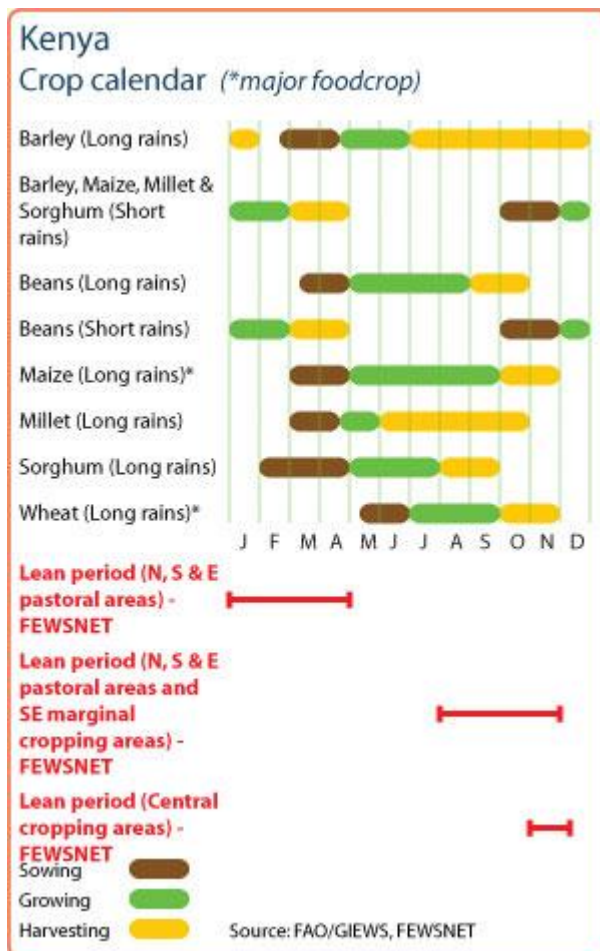 Kenya
Crop calendar (*major foodcrop)
Barley (Long rains)
Barley, Maize, Millet &
Sorghum (Short
rains)
Beans (Long rains)
Beans (Short rains)
Maize (Long rains)*
Millet (Long rains)
Sorghum (Long rains)
Wheat (Long rains)*
J F M A M J J A S O N D
Lean period (N, S & E
pastoral areas) -
FEWSNET
Lean period (N, S & E
pastoral areas and
SE marginal
cropping areas) -
FEWSNET
Lean period (Central
cropping areas) -
FEWSNET
Sowing
Growing
Harvesting
Source: FAO/GIEWS, FEWSNET